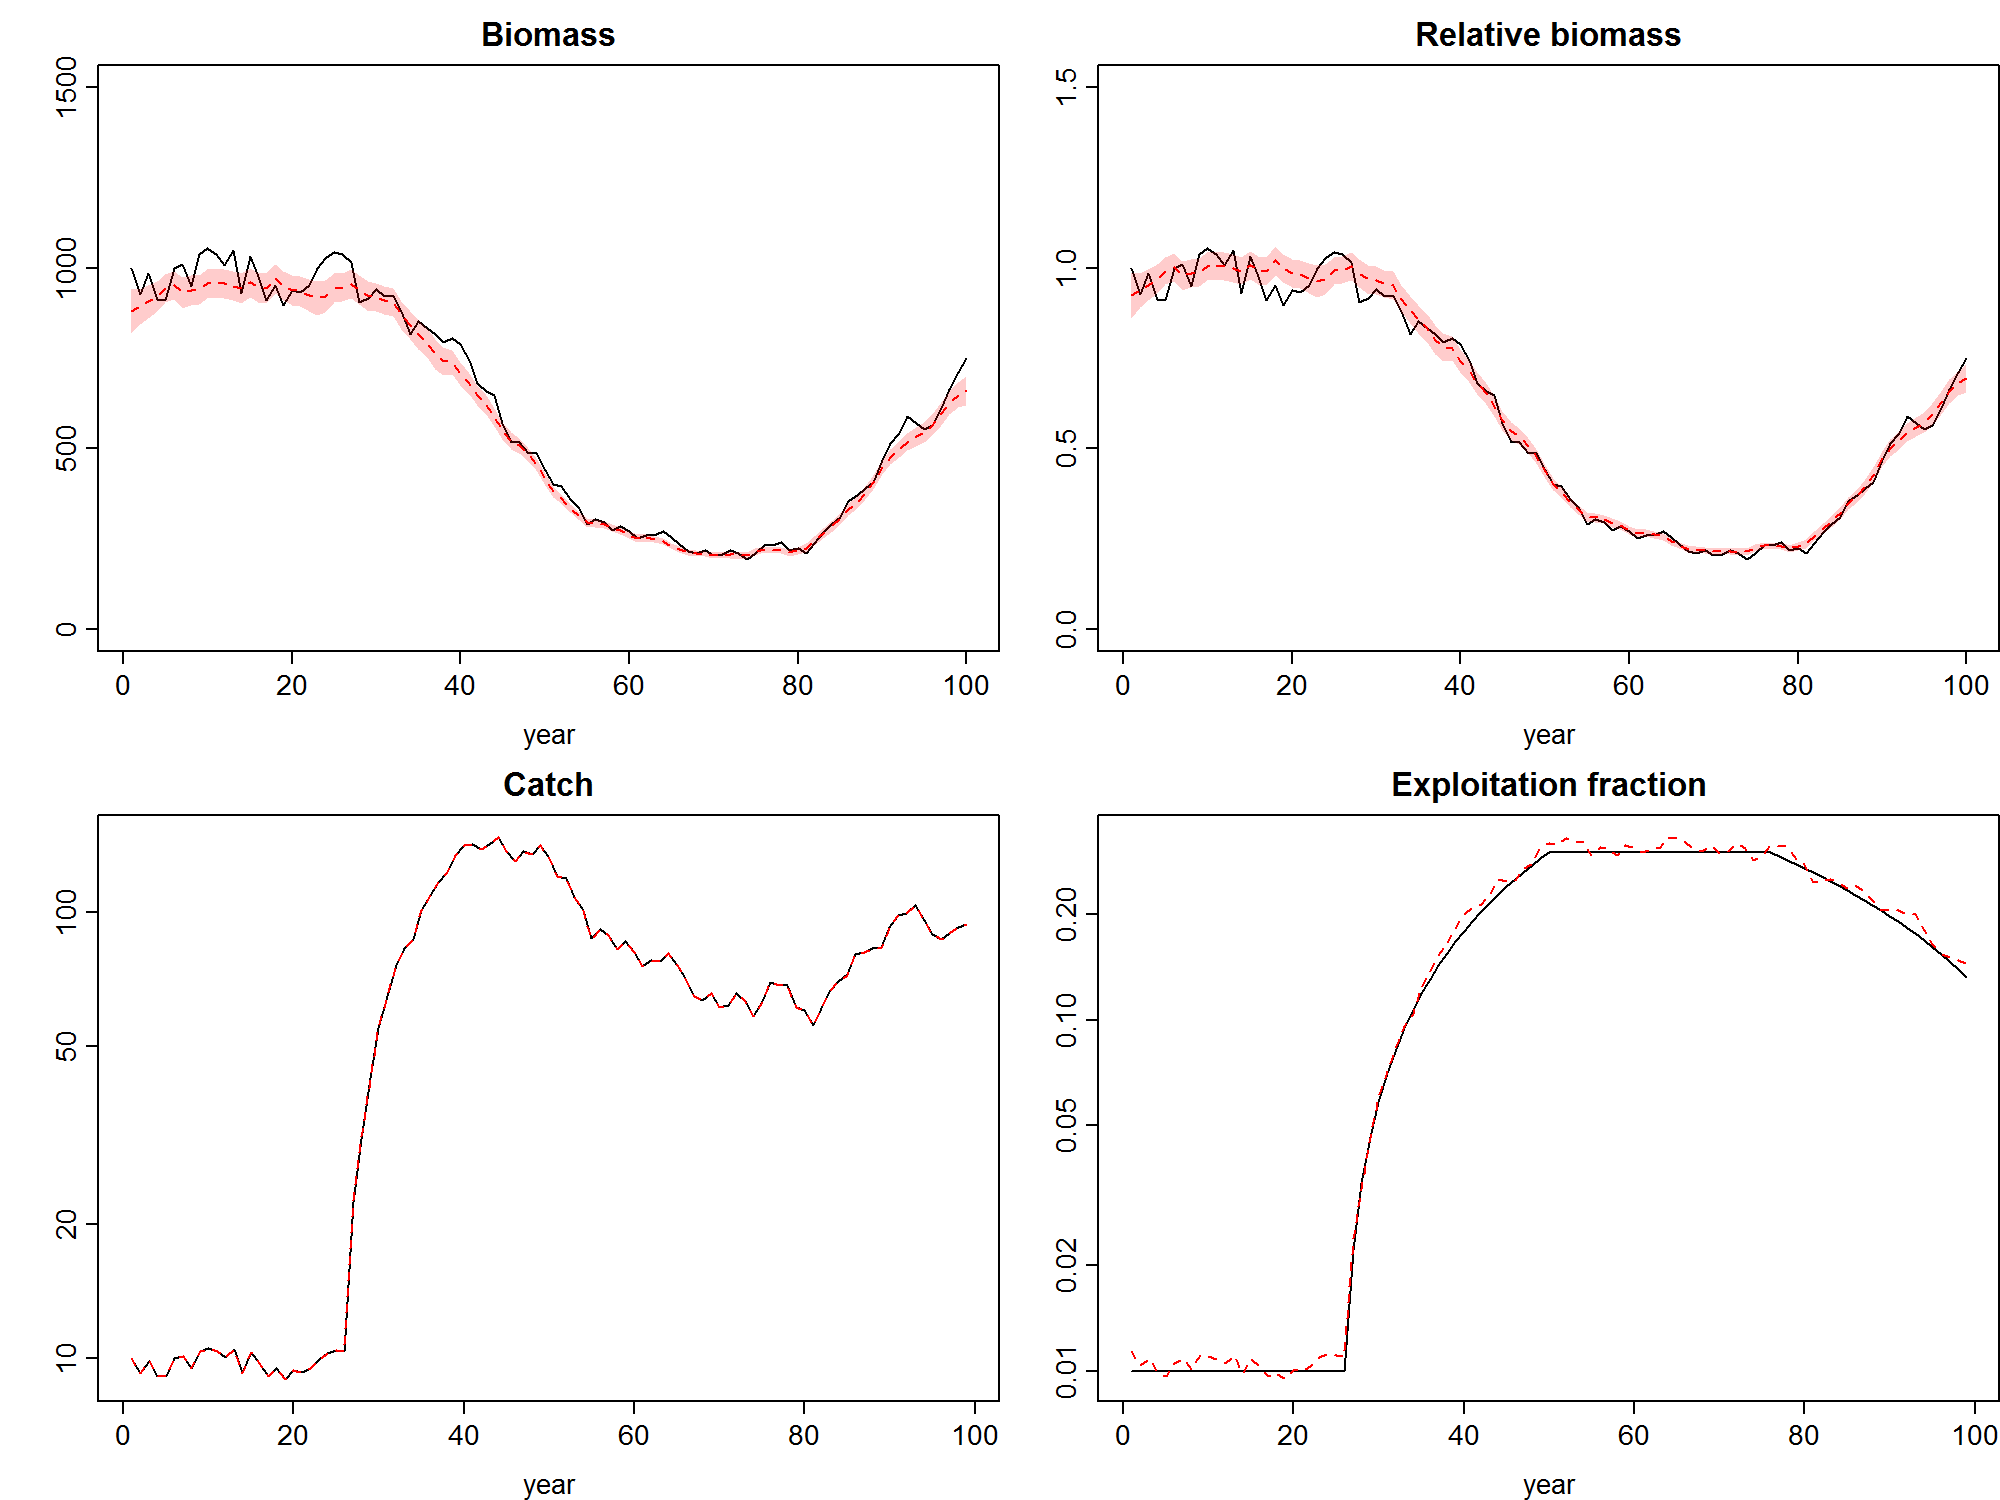 Biomass
1500
1000
500
0
0 20 40 60 80 100
year
Relative biomass
1.5
1.0
0.5
0.0
0 20 40 60 80 100
year
Catch
100
50
20
10
0 20 40 60 80 100
year
Exploitation fraction
0.20
0.10
0.05
0.02
0.01
0 20 40 60 80 100
year